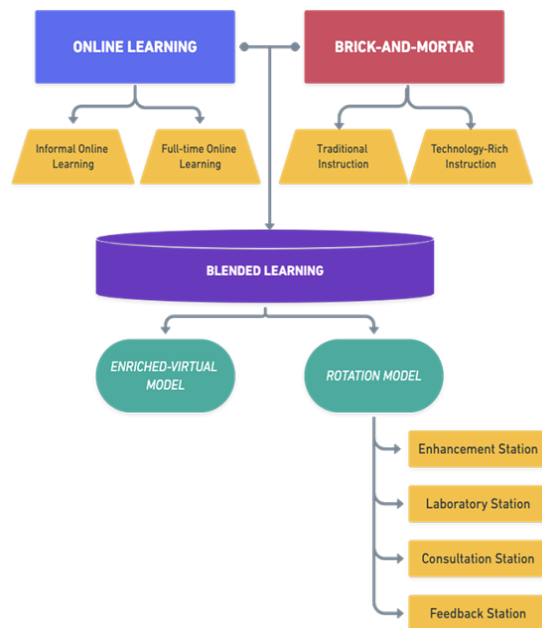 ONLINE LEARNING
BRICK-AND-MORTAR
Informal Online
Learning
Full-time Online
Learning
Traditional
Instruction
Technology-Rich
Instruction
BLENDED LEARNING
ENRICHED-VIRTUAL
MODEL
ROTATION MODEL
Enhancement Station
Laboratory Station
Consultation Station
Feedback Station